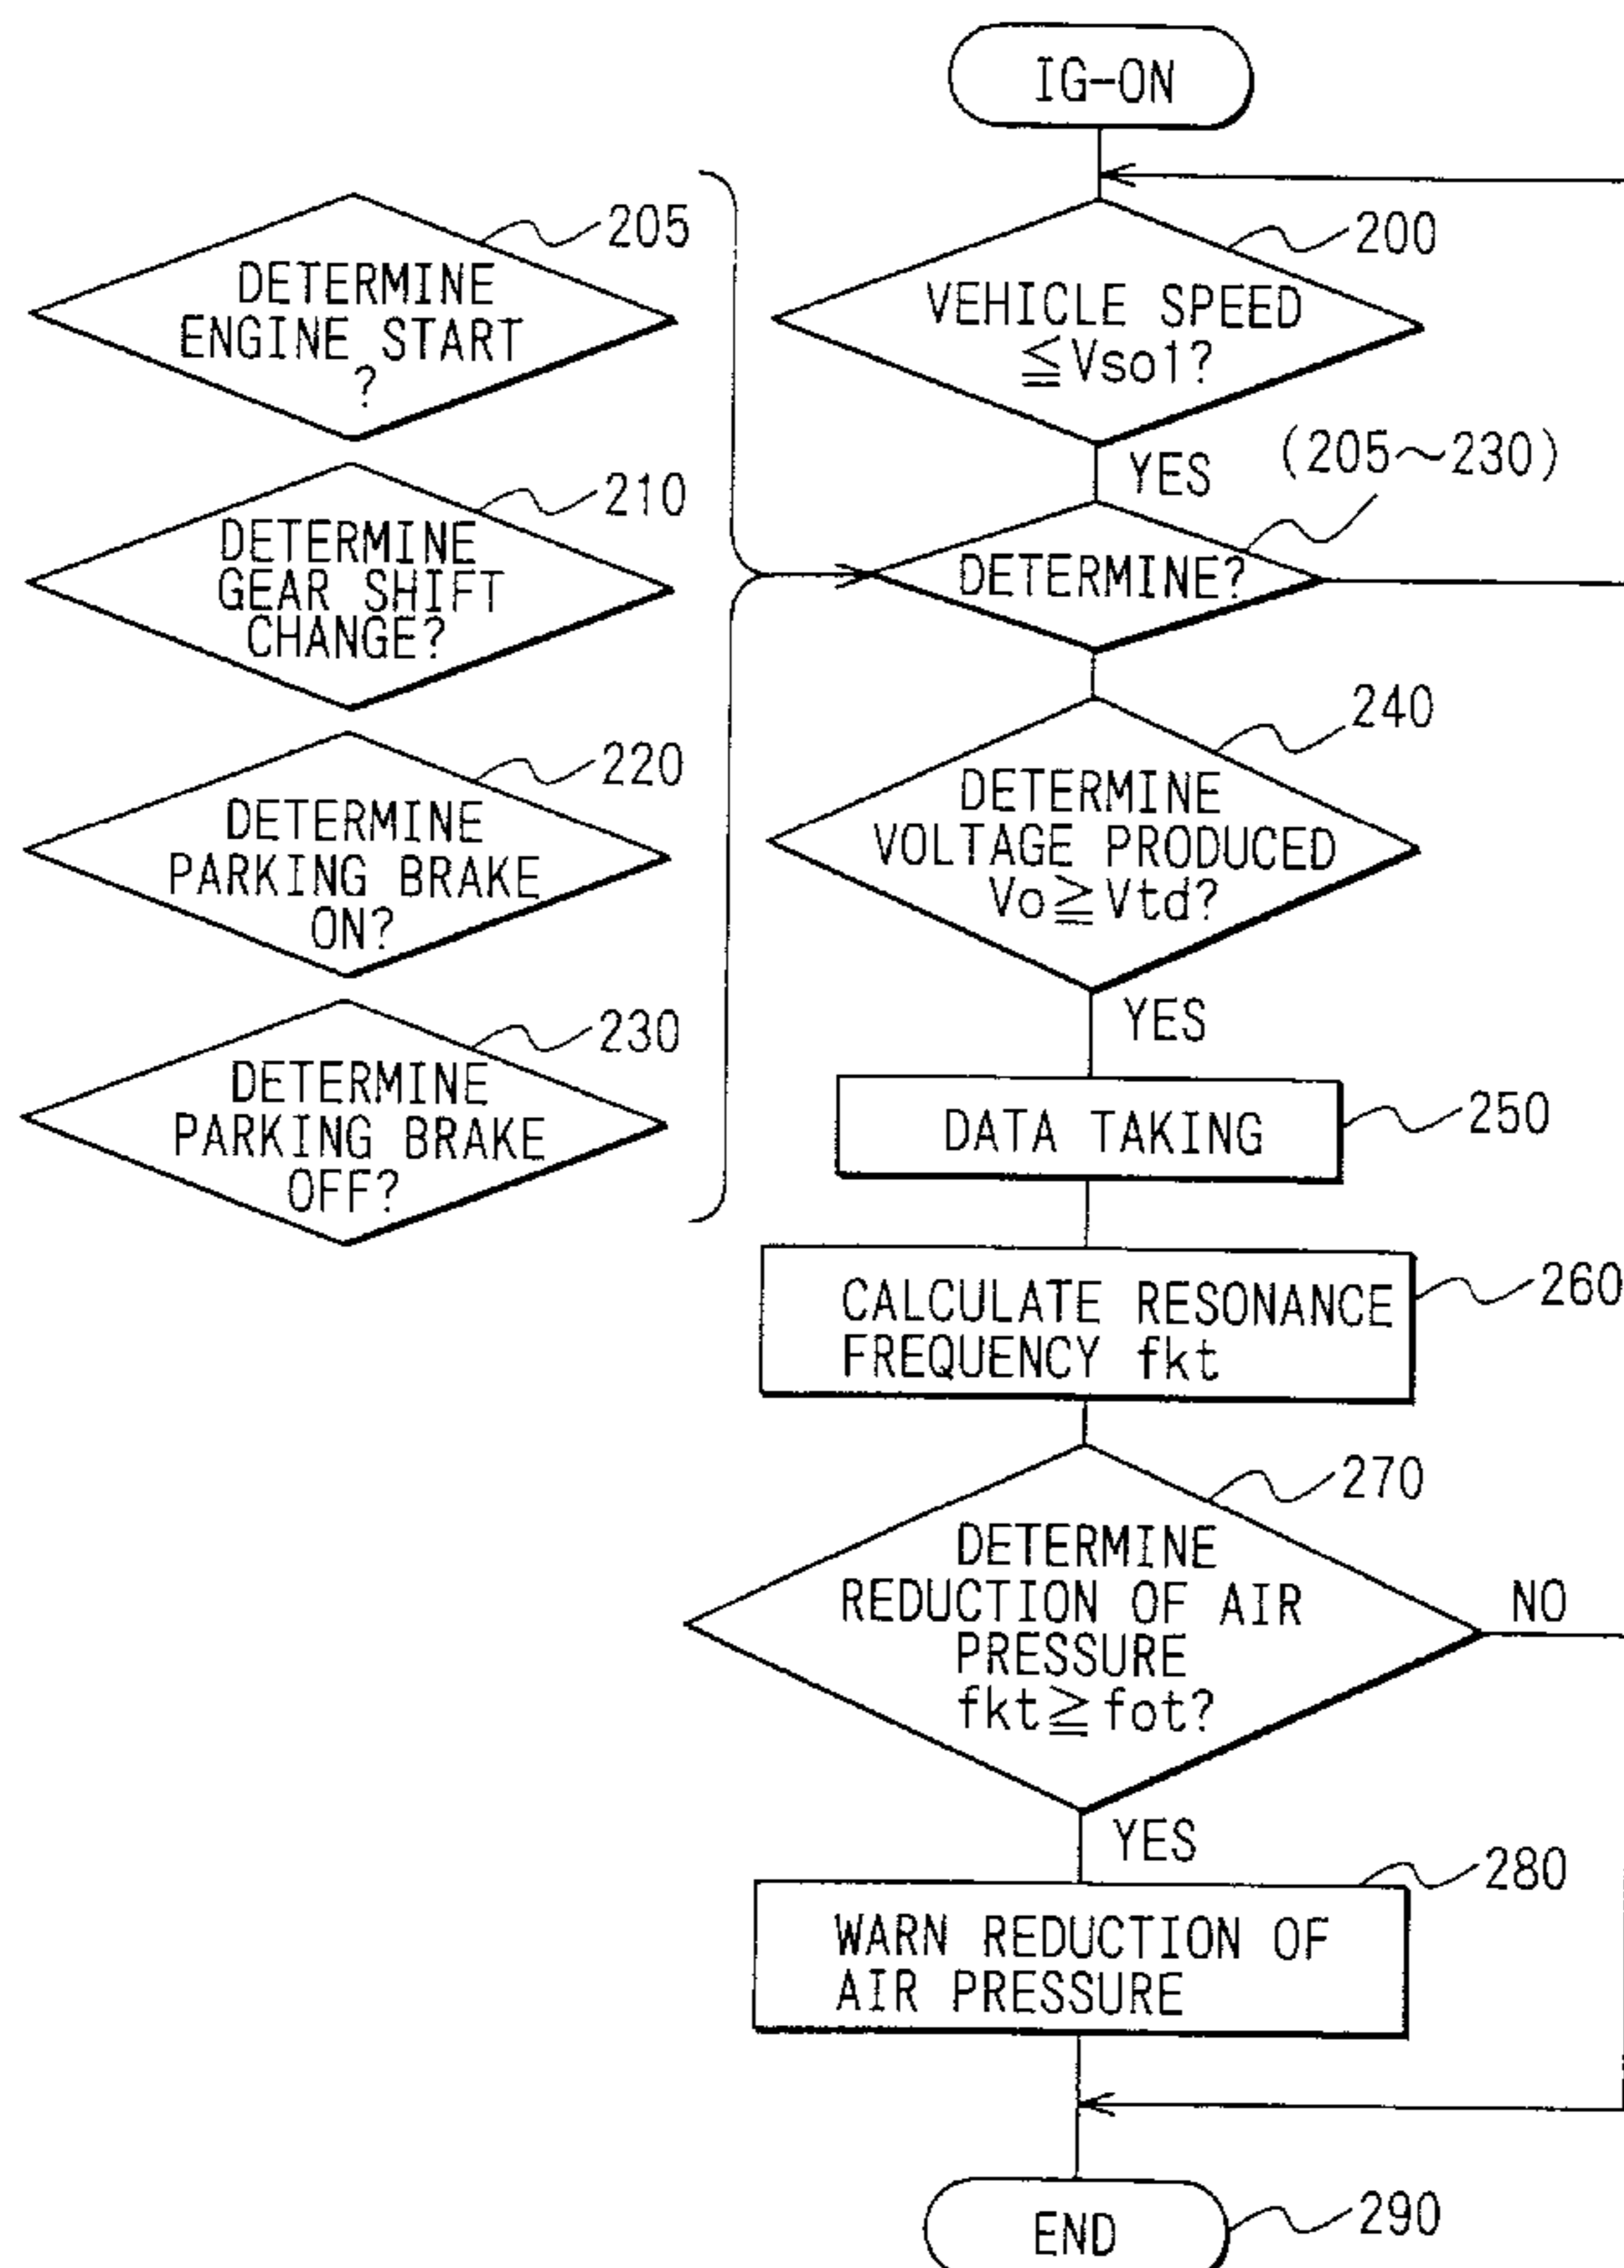 IG-ON
200
VEHICLE SPEED
≦Vso1?
YES
205
DETERMINE
ENGINE START
?
210
DETERMINE
GEAR SHIFT
CHANGE?
220
DETERMINE
PARKING BRAKE
ON?
230
DETERMINE
PARKING BRAKE
OFF?
(205~230)
DETERMINE?
240
DETERMINE
VOLTAGE PRODUCED
Vo≧Vtd?
YES
DATA TAKING
250
CALCULATE RESONANCE
FREQUENCY fkt
260
270
DETERMINE
REDUCTION OF AIR
PRESSURE
fkt≧fot?
NO
YES
280
WARN REDUCTION OF
AIR PRESSURE
END
290